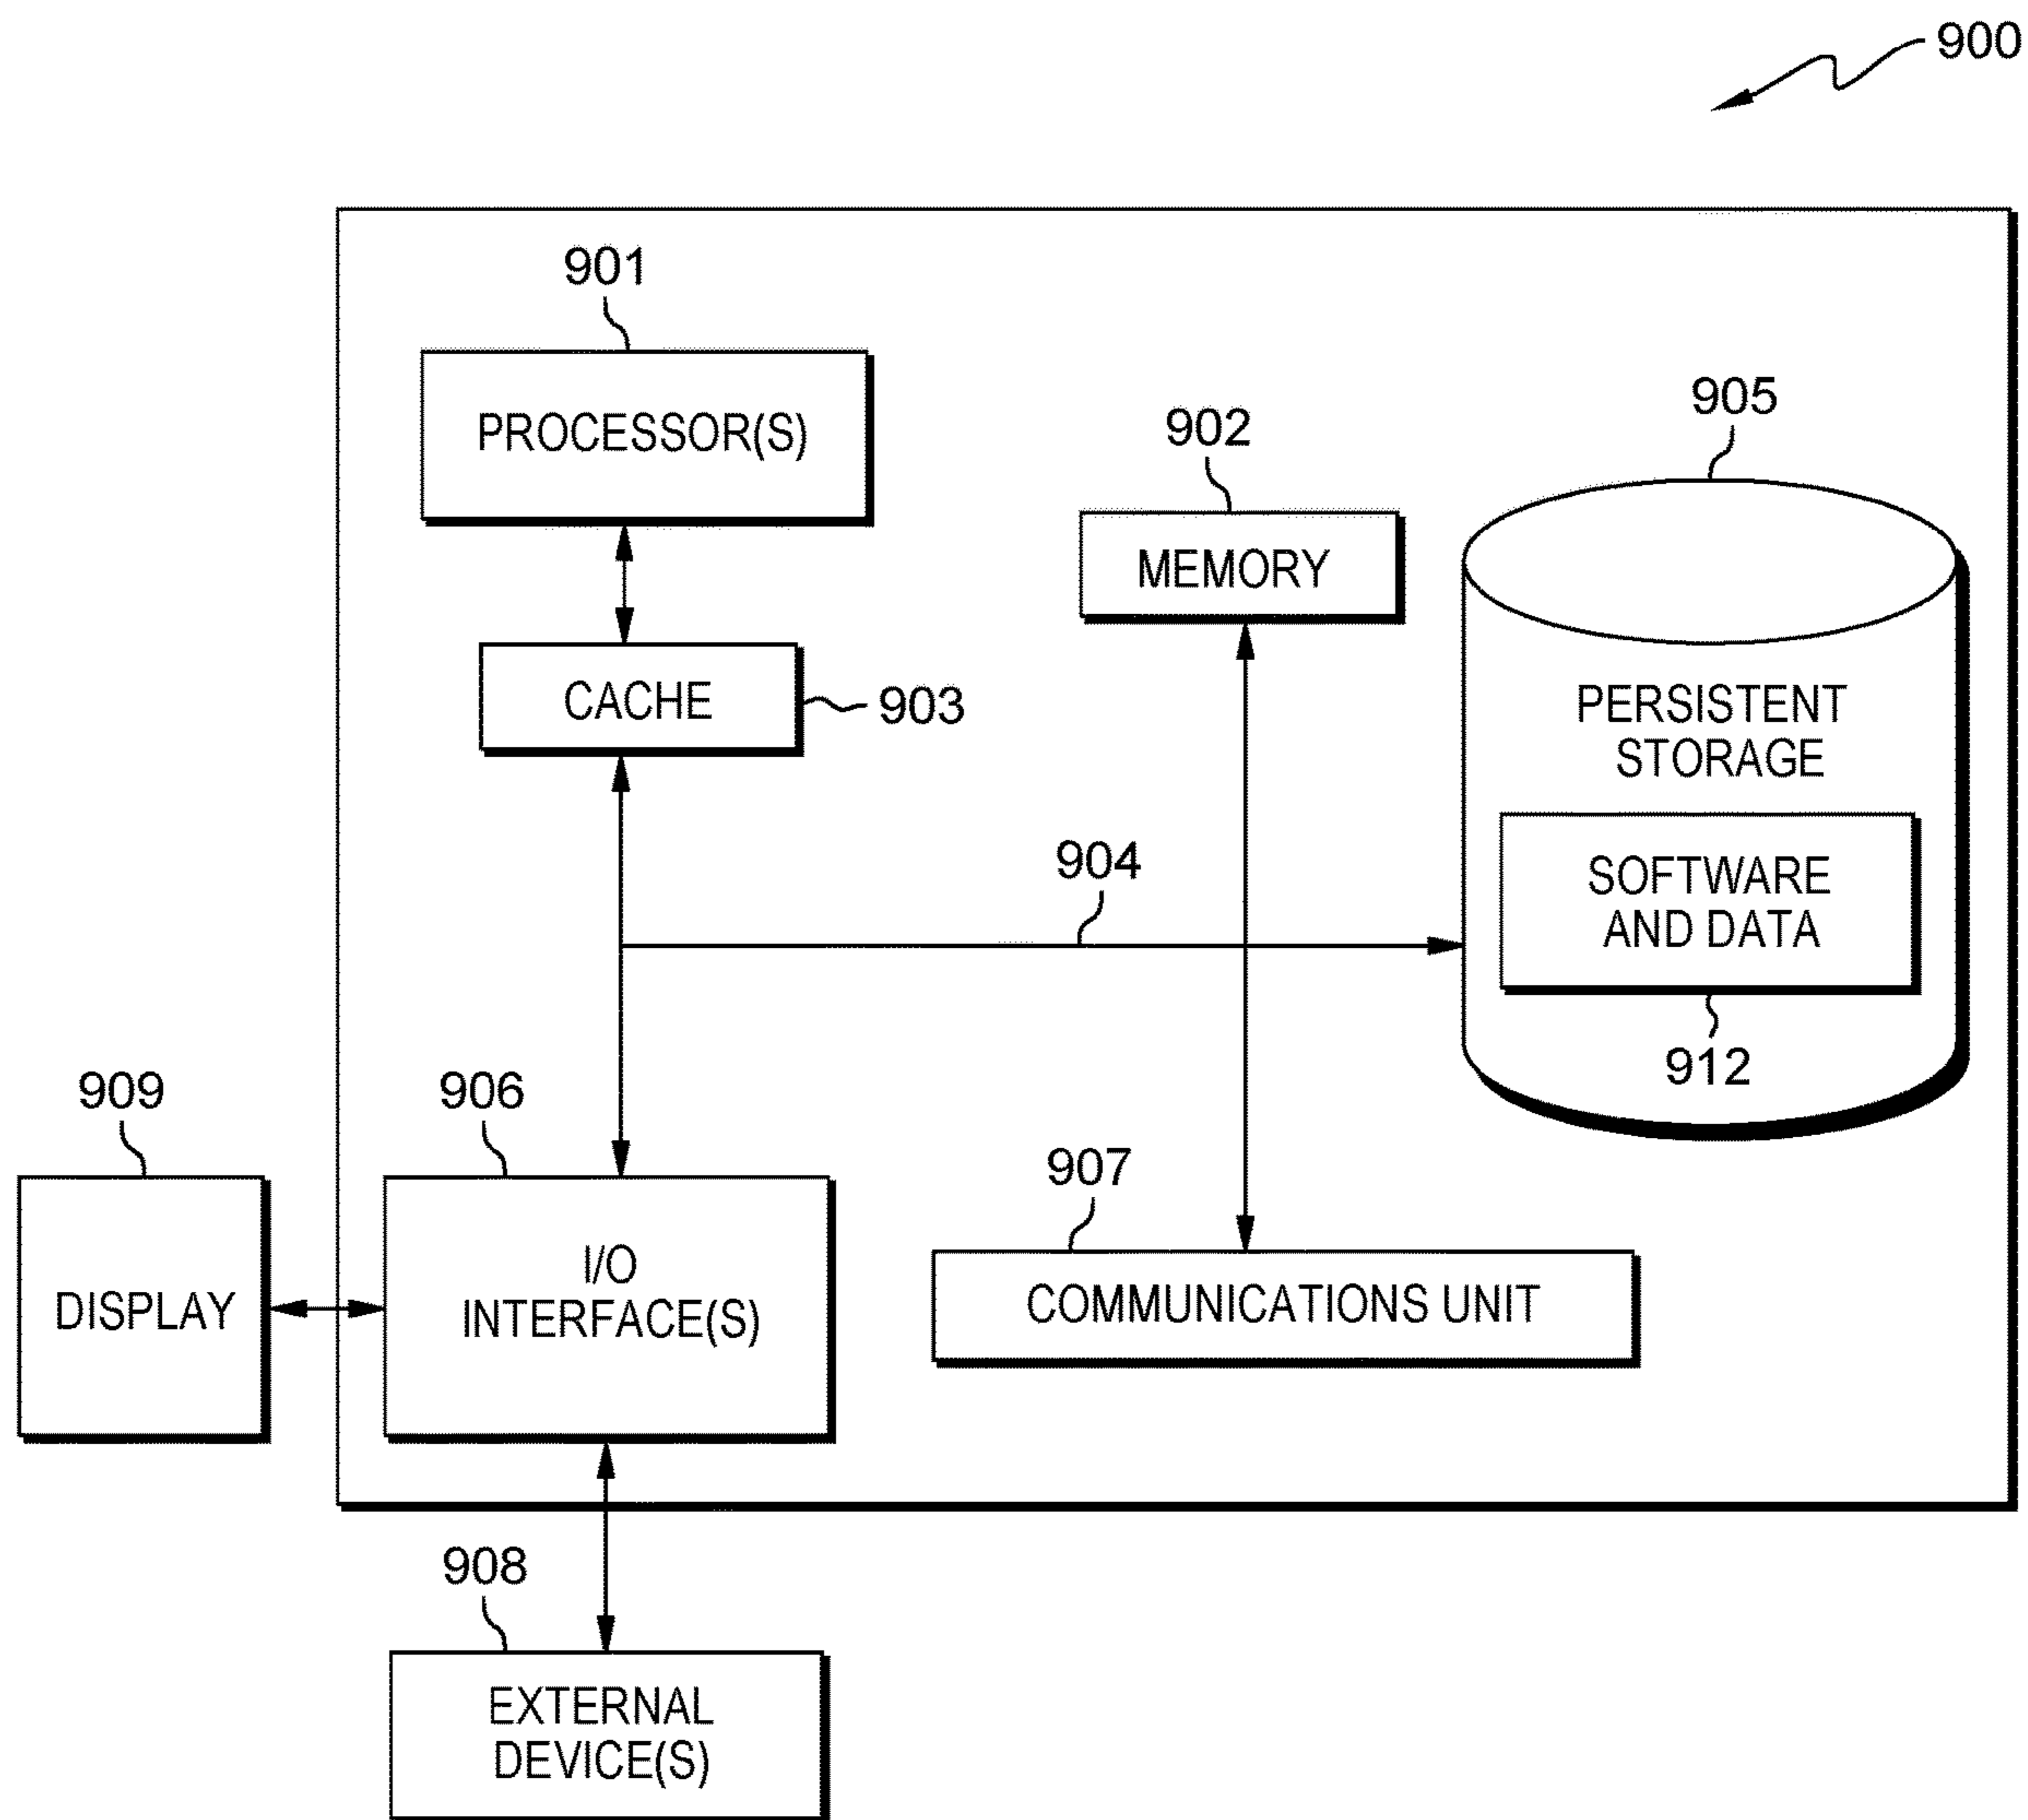 900
901
PROCESSOR(S)
905
902
MEMORY
CACHE
903
PERSISTENT
STORAGE
904
SOFTWARE
AND DATA
912
909
906
907
DISPLAY
I/O
INTERFACE(S)
COMMUNICATIONS UNIT
908
EXTERNAL
DEVICE(S)